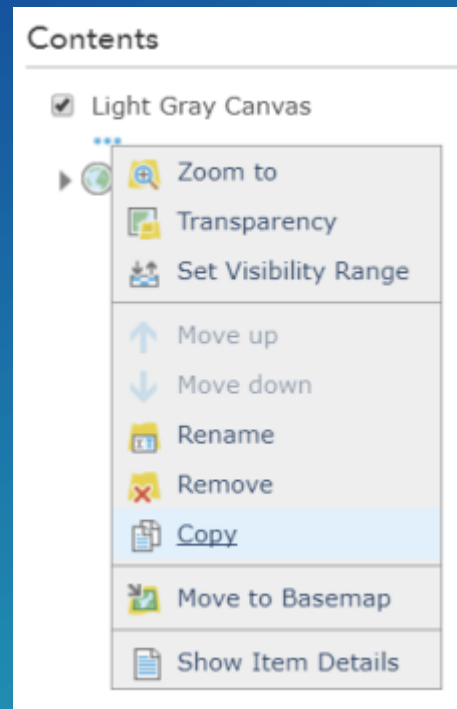 Contents
Light Gray Canvas
Zoom to
Transparency
Set Visibility Range
Move up
Move down
Rename
Remove
Copy
Move to Basemap
Show Item Details